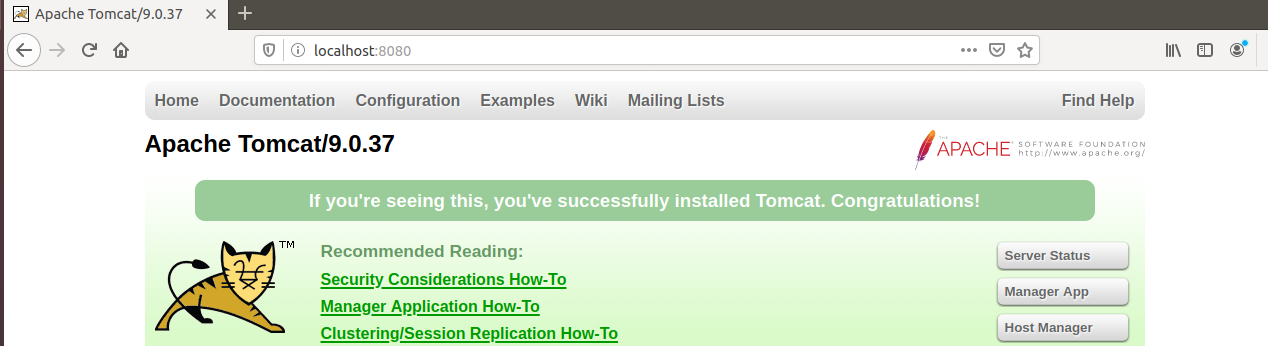 Apache Tomcat/9.0.37
localhost:8080
Home Documentation Configuration Examples Wiki Mailing Lists Find Help
Apache Tomcat/9.0.37
THE
APACHE
SOFTWARE FOUNDATION
http://www.apache.org/
If you're seeing this, you've successfully installed Tomcat. Congratulations!
TM
Recommended Reading:
Security Considerations How-To
Manager Application How-To
Clustering/Session Replication How-To
Server Status
Manager App
Host Manager